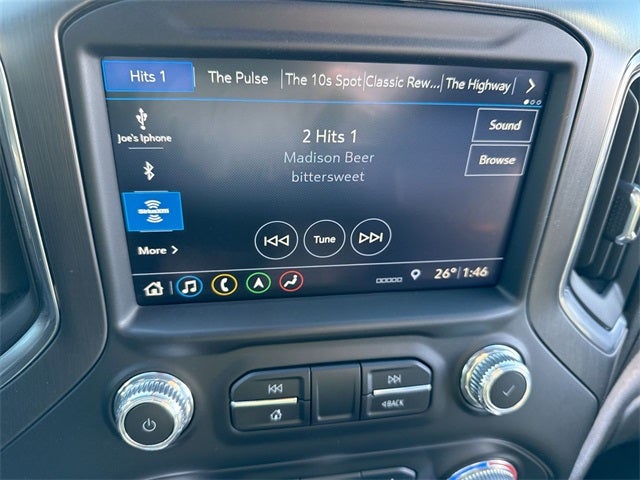 Hits 1 The Pulse The 10s Spot Classic Rew... The Highway
Joe's Iphone
2 Hits 1
Sound
Madison Beer
Browse
bittersweet
SiriusXM
Tune
More >
26° 1:46
BACK